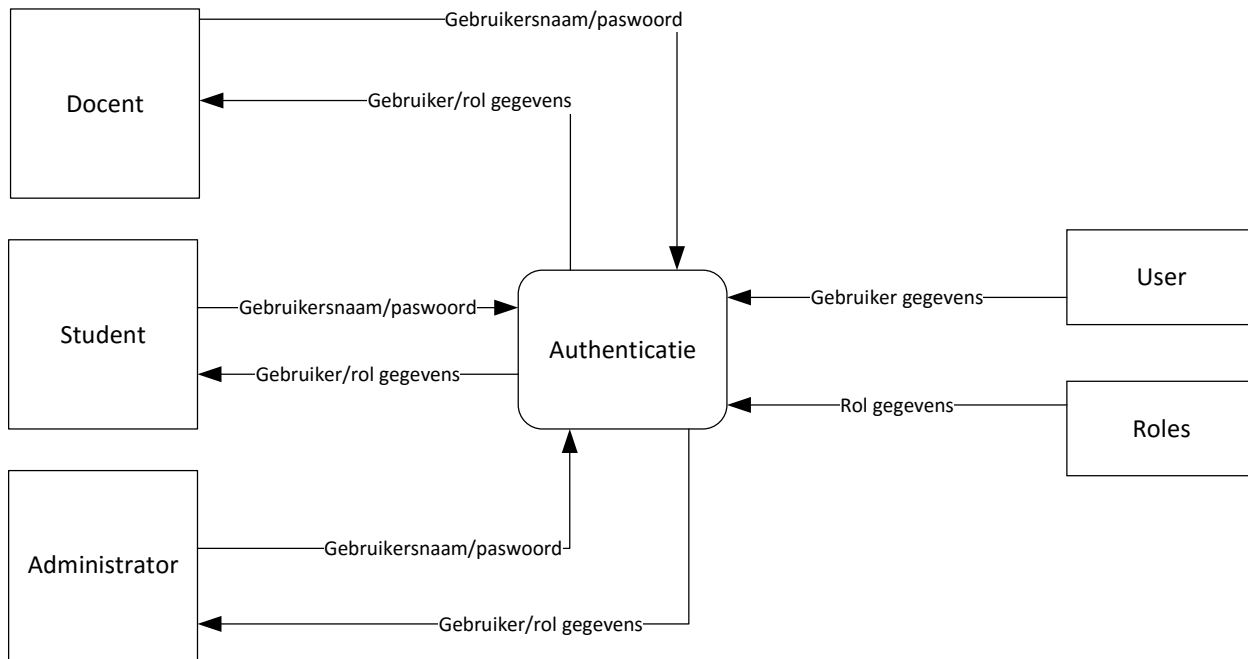 Gebruikersnaam/paswoord
Docent
Gebruiker/rol gegevens
User
Gebruikersnaam/paswoord
Gebruiker gegevens
Student
Authenticatie
Gebruiker/rol gegevens
Rol gegevens
Roles
Gebruikersnaam/paswoord
Administrator
Gebruiker/rol gegevens